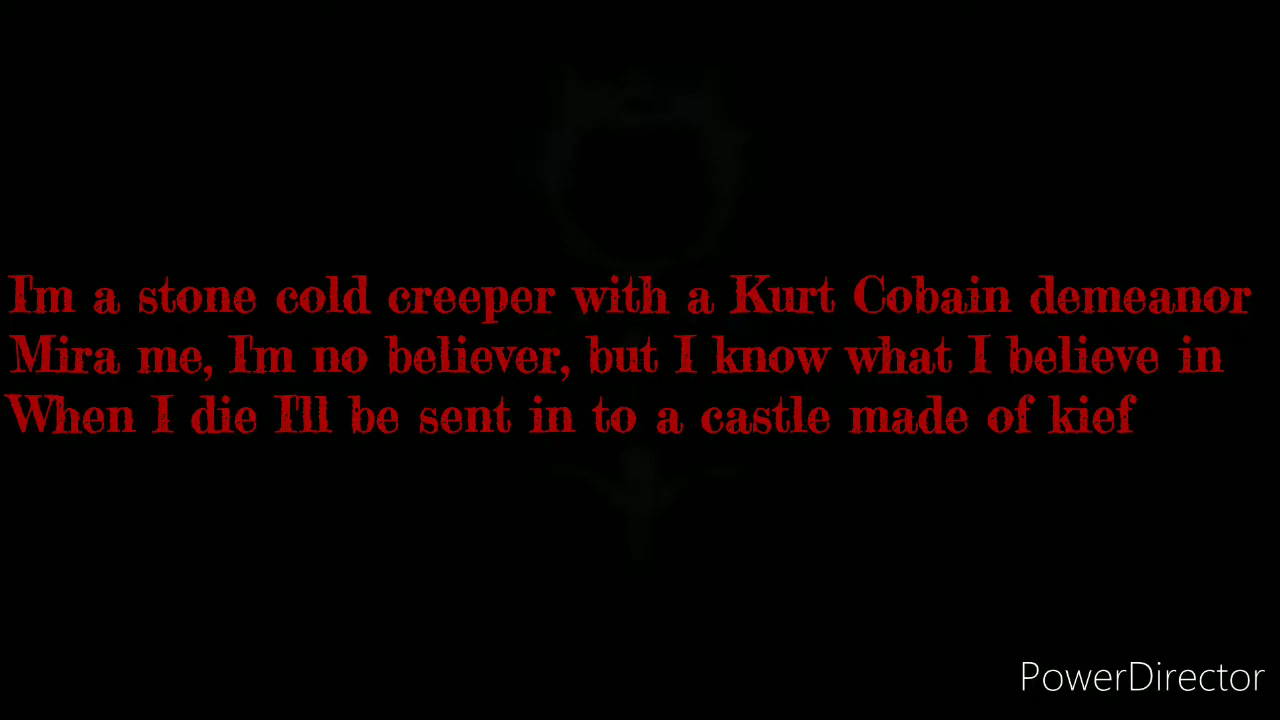 I'm a stone cold creeper with a Kurt Cobain demeanor
Mira me, I'm no believer, but I know what I believe in
When I die I'll be sent in to a castle made of kief
PowerDirector